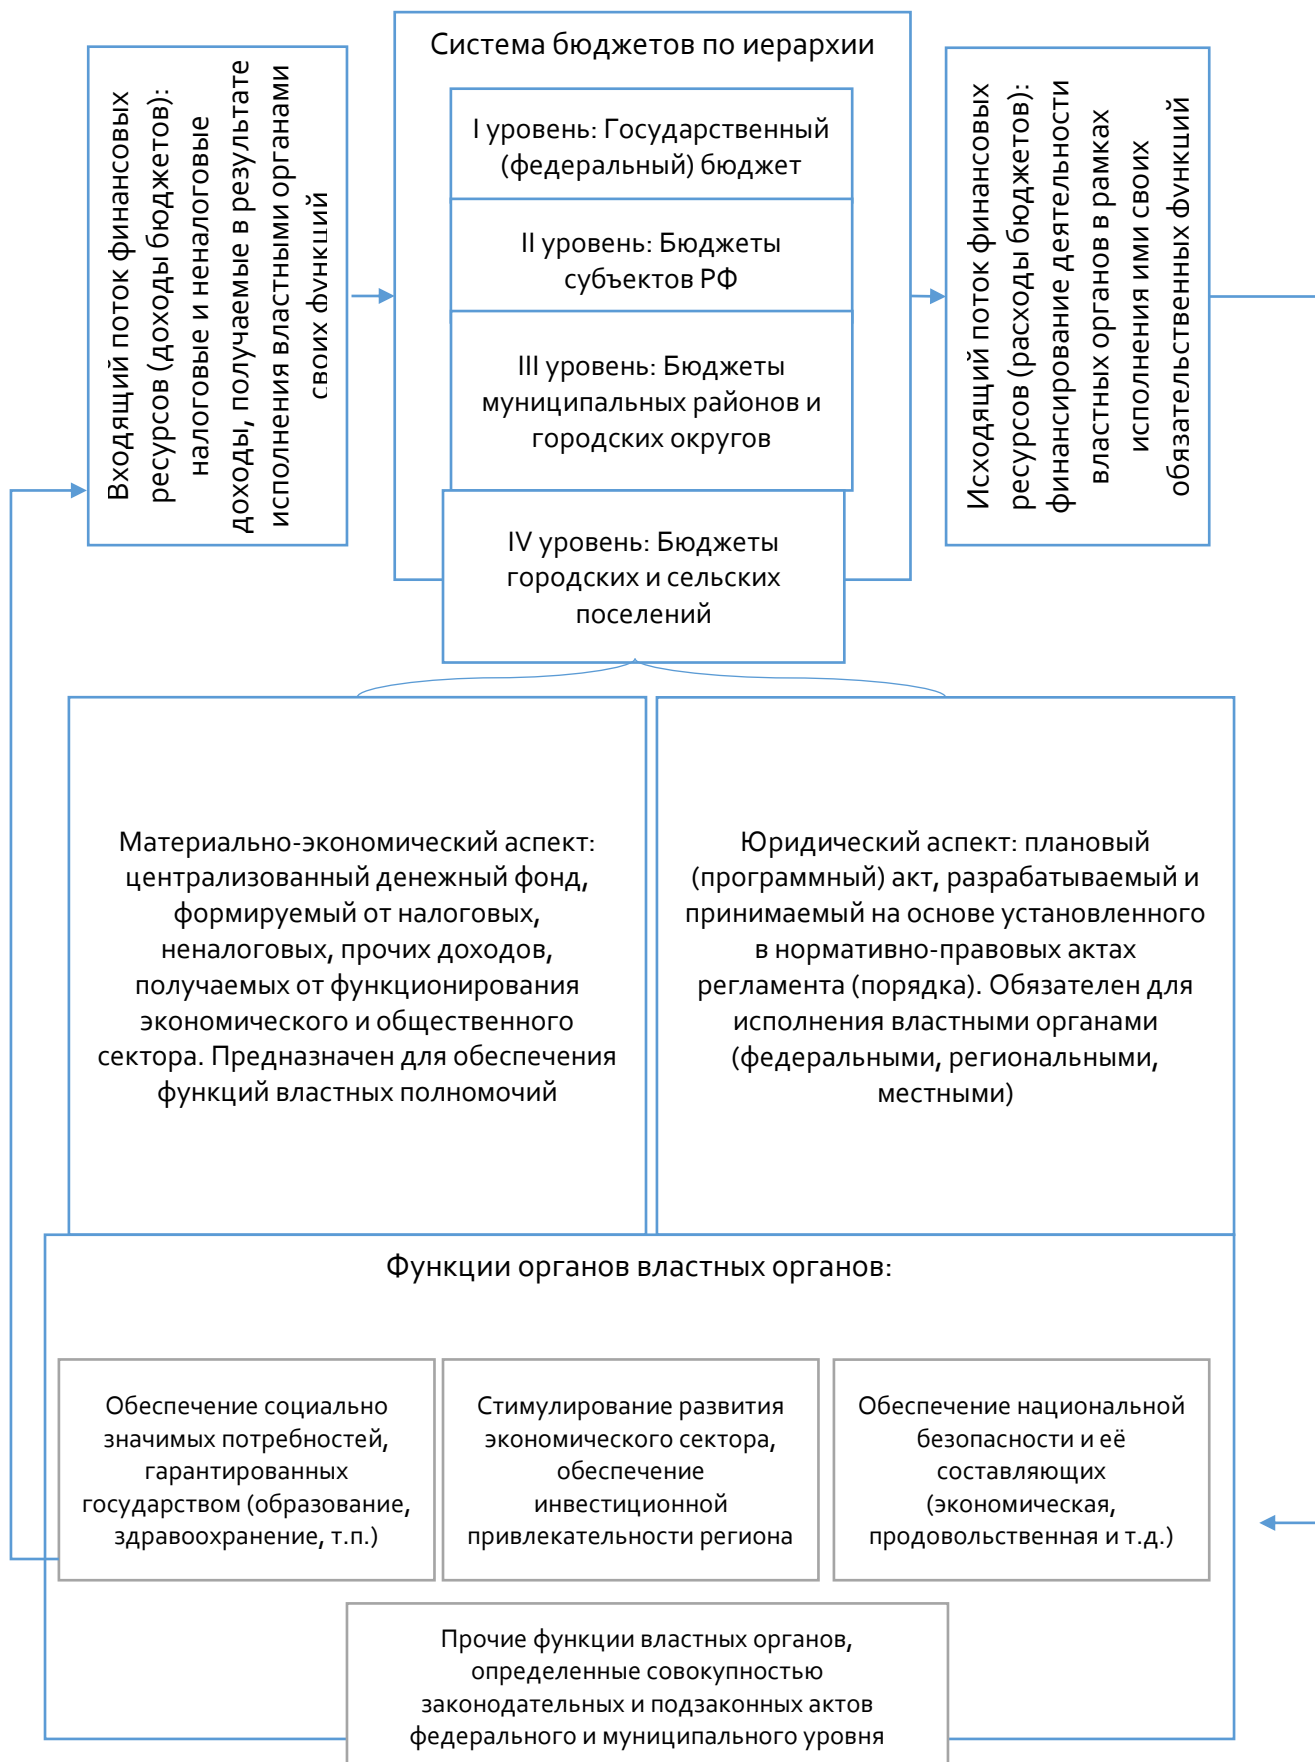 Входящий поток финансовых
ресурсов (доходы бюджетов):
налоговые и неналоговые
доходы, получаемые в результате
исполнения властными органами
своих функций
Система бюджетов по иерархии
I уровень: Государственный
(федеральный) бюджет
II уровень: Бюджеты
субъектов РФ
III уровень: Бюджеты
муниципальных районов и
городских округов
IV уровень: Бюджеты
городских и сельских
поселений
Исходящий поток финансовых
ресурсов (расходы бюджетов):
финансирование деятельности
властных органов в рамках
исполнения ими своих
обязательственных функций
Материально-экономический аспект:
централизованный денежный фонд,
формируемый от налоговых,
неналоговых, прочих доходов,
получаемых от функционирования
экономического и общественного
сектора. Предназначен для обеспечения
функций властных полномочий
Юридический аспект: плановый
(программный) акт, разрабатываемый и
принимаемый на основе установленного
в нормативно-правовых актах
регламента (порядка). Обязателен для
исполнения властными органами
(федеральными, региональными,
местными)
Функции органов властных органов:
Обеспечение социально
значимых потребностей,
гарантированных
государством (образование,
здравоохранение, т.п.)
Стимулирование развития
экономического сектора,
обеспечение
инвестиционной
привлекательности региона
Обеспечение национальной
безопасности и её
составляющих
(экономическая,
продовольственная и т.д.)
Прочие функции властных органов,
определенные совокупностью
законодательных и подзаконных актов
федерального и муниципального уровня